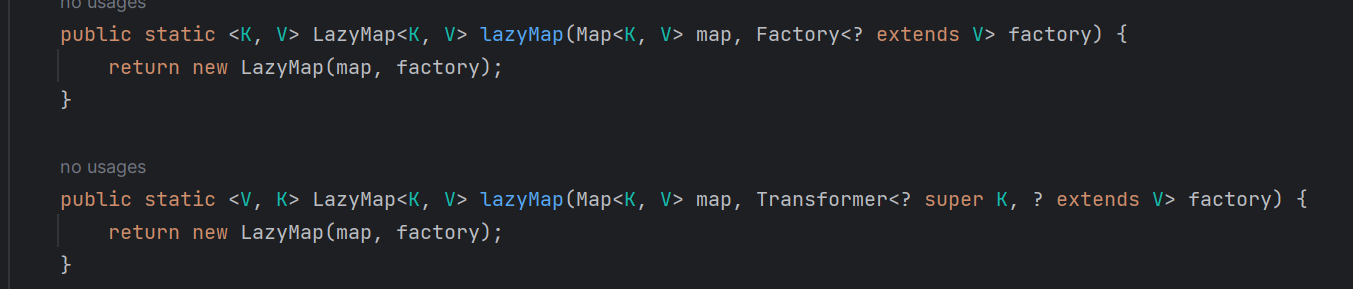 no usages
public static <K, V> LazyMap<K, V> lazyMap(Map<K, V> map, Factory<? extends V> factory) {
    return new LazyMap(map, factory);
}
no usages
public static <V, K> LazyMap<K, V> lazyMap(Map<K, V> map, Transformer<? super K, ? extends V> factory) {
    return new LazyMap(map, factory);
}